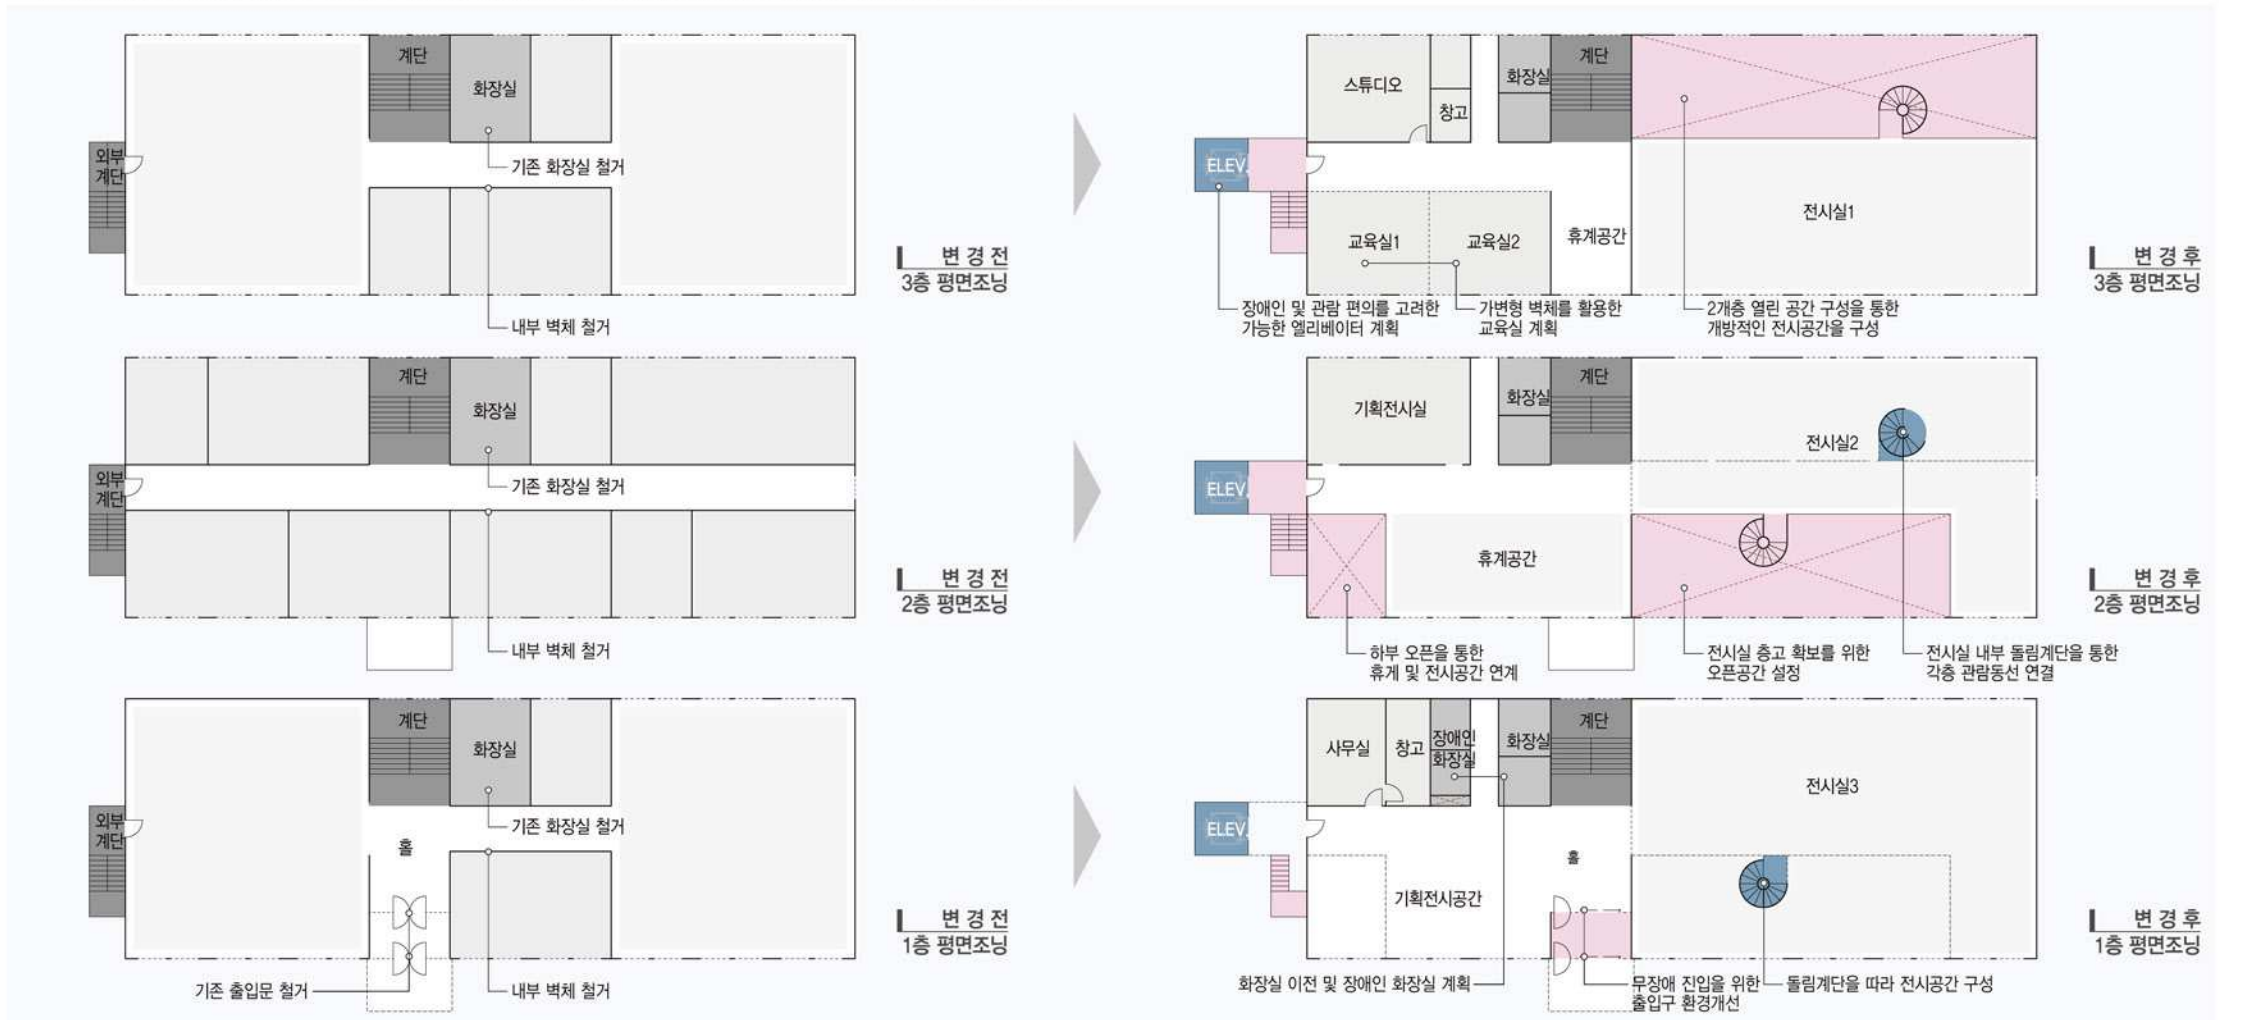 계단
화장실
외부
계단
기존 화장실 철거
내부 벽체 철거
변 경 전
3층 평면조닝
스튜디오
창고
화장실
계단
ELEV.
전시실1
교육실1
교육실2
휴게공간
장애인 및 관람 편의를 고려한
가능한 엘리베이터 계획
가변형 벽체를 활용한
교육실 계획
2개층 열린 공간 구성을 통한
개방적인 전시공간을 구성
변 경 후
3층 평면조닝
계단
화장실
외부
계단
기존 화장실 철거
내부 벽체 철거
변 경 전
2층 평면조닝
기획전시실
화장실
계단
전시실2
ELEV.
휴게공간
하부 오픈을 통한
휴게 및 전시공간 연계
전시실 층고 확보를 위한
오픈공간 설정
전시실 내부 돌림계단을 통한
각층 관람동선 연결
변 경 후
2층 평면조닝
계단
화장실
외부
계단
기존 화장실 철거
홀
기존 출입문 철거
내부 벽체 철거
변 경 전
1층 평면조닝
사무실
창고
장애인
화장실
화장실
계단
전시실3
ELEV.
홀
기획전시공간
화장실 이전 및 장애인 화장실 계획
무장애 진입을 위한
출입구 환경개선
돌림계단을 따라 전시공간 구성
변 경 후
1층 평면조닝